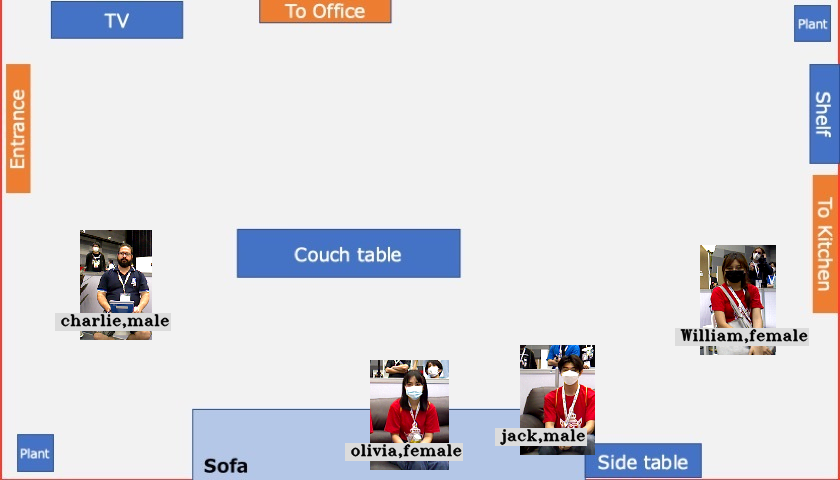 TV
To Office
Plant
Entrance
Shelf
To Kitchen
Couch table
charlie,male
William,female
olivia,female
jack,male
Plant
Sofa
Side table